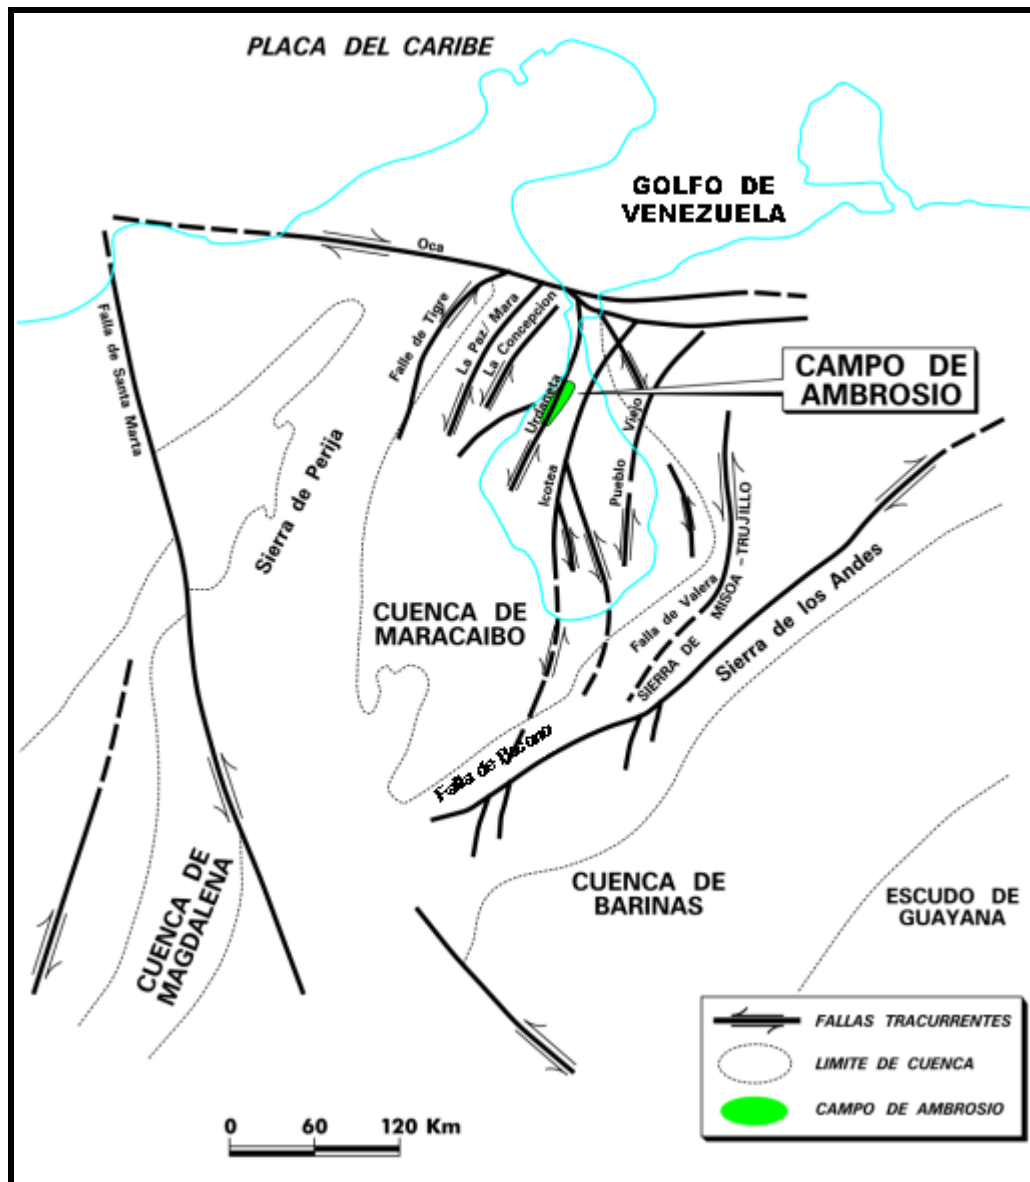 PLACA DEL CARIBE
GOLFO DE
VENEZUELA
Oca
Falla de Santa Marta
Falle de Tigre
La Paz/ Mara
La Concepcion
Urdaneta
CAMPO DE
AMBROSIO
Viejo
Pueblo
Icotea
Sierra de Perija
CUENCA DE
MARACAIBO
Falla de Valera
SIERRA DE MISOA - TRUJILLO
Sierra de los Andes
Falla de Bocono
CUENCA DE
MAGDALENA
CUENCA DE
BARINAS
ESCUDO DE
GUAYANA
FALLAS TRACURRENTES
LIMITE DE CUENCA
CAMPO DE AMBROSIO
0 60 120 Km